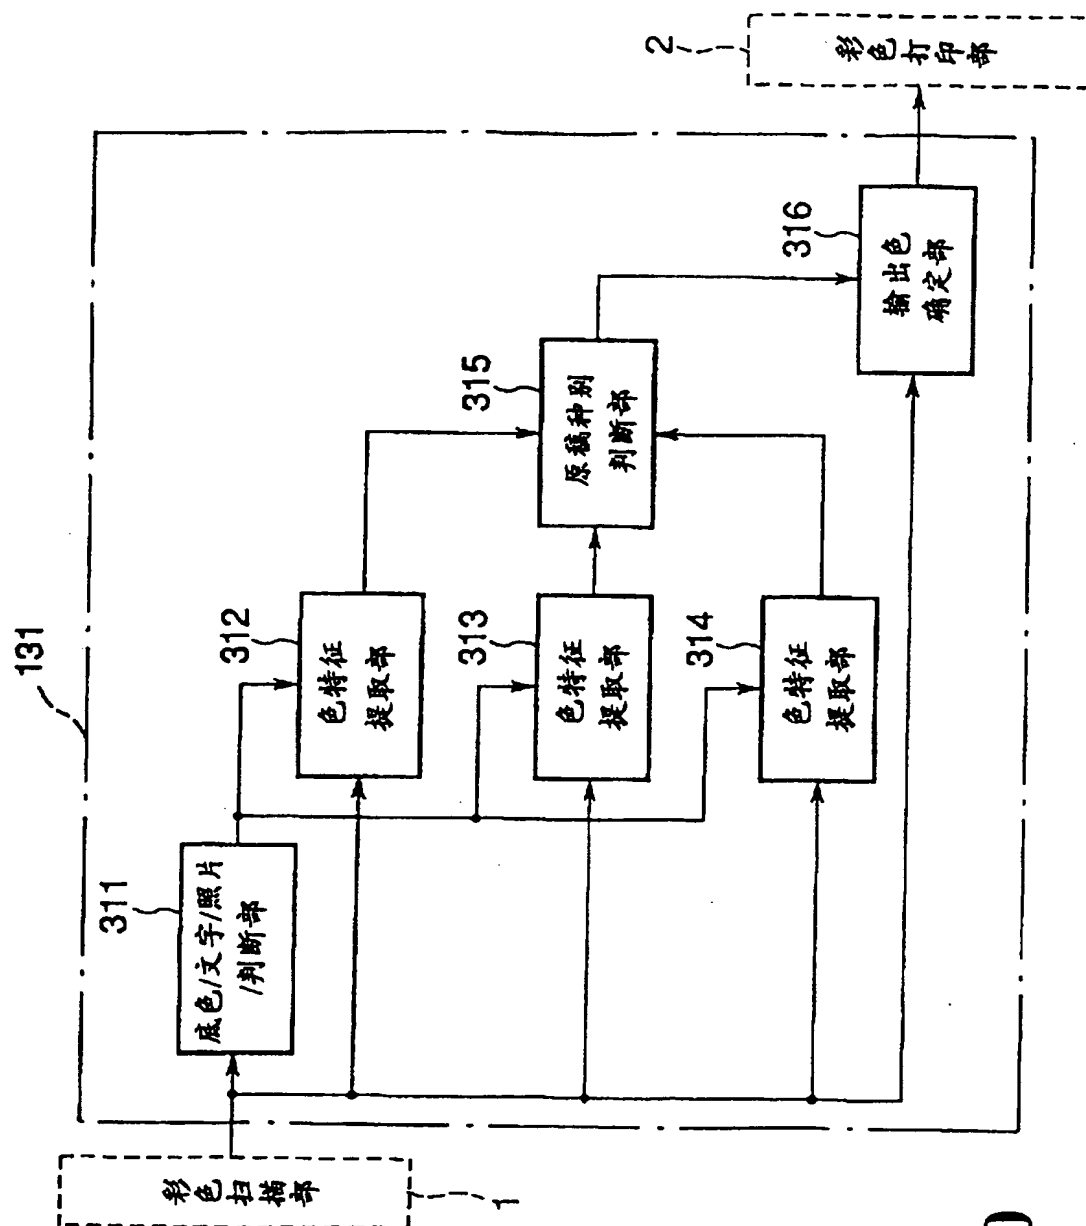 131
彩色扫描部
1
311
底色/文字/照片
/判断部
312
色特征
提取部
313
色特征
提取部
314
色特征
提取部
315
原稿种别
判断部
316
输出色
确定部
彩色打印部
2